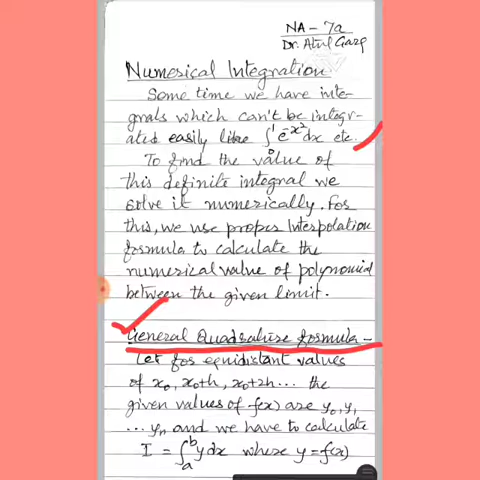 NA - 7a
Dr. Atul Garg
Numerical Integration
Some time we have inte-
grals which can't be integr-
ated easily like ∫₀¹ e^{-x²} dx etc.
To find the value of
this definite integral we
solve it numerically. For
this, we use proper Interpolation
formula to calculate the
numerical value of polynomial
between the given limit.
General Quadrature formula -
Let for equidistant values
of x₀, x₀+h, x₀+2h... the
given values of f(x) are y₀, y₁
... yₙ and we have to calculate
I = ∫ₐᵇ y dx where y = f(x)